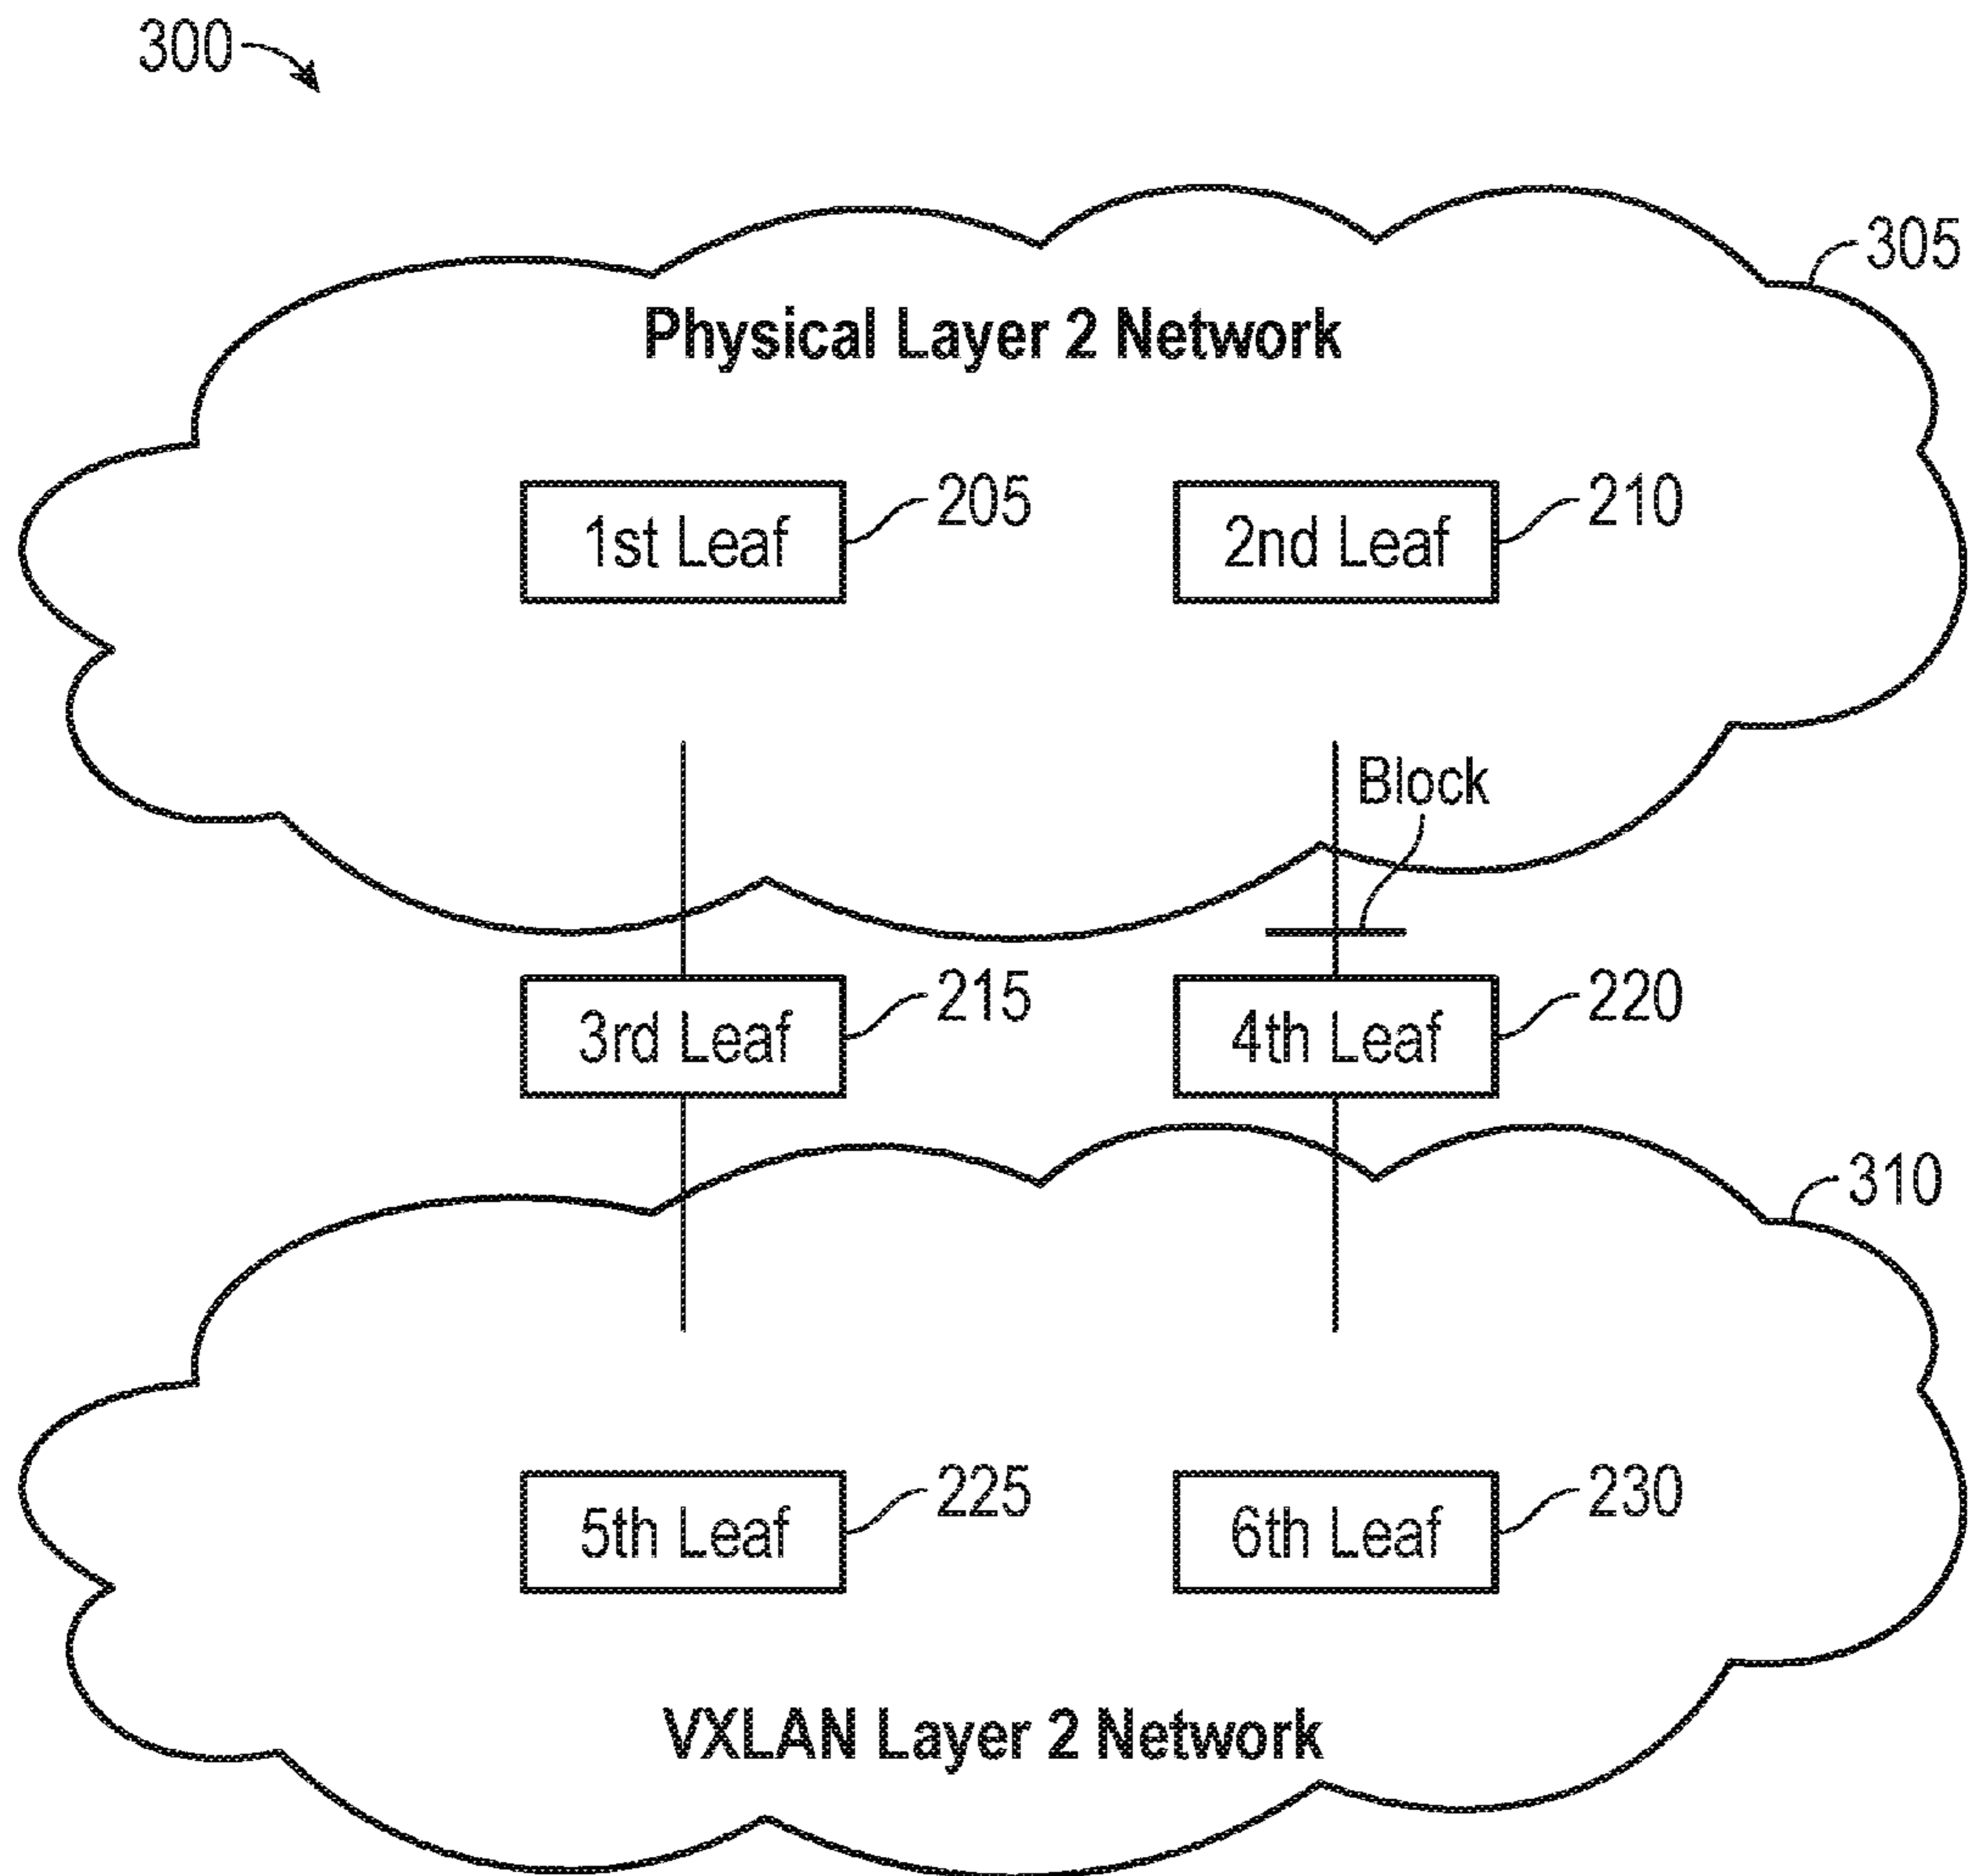 300
305
Physical Layer 2 Network
1st Leaf
205
2nd Leaf
210
Block
3rd Leaf
215
4th Leaf
220
310
5th Leaf
225
6th Leaf
230
VXLAN Layer 2 Network